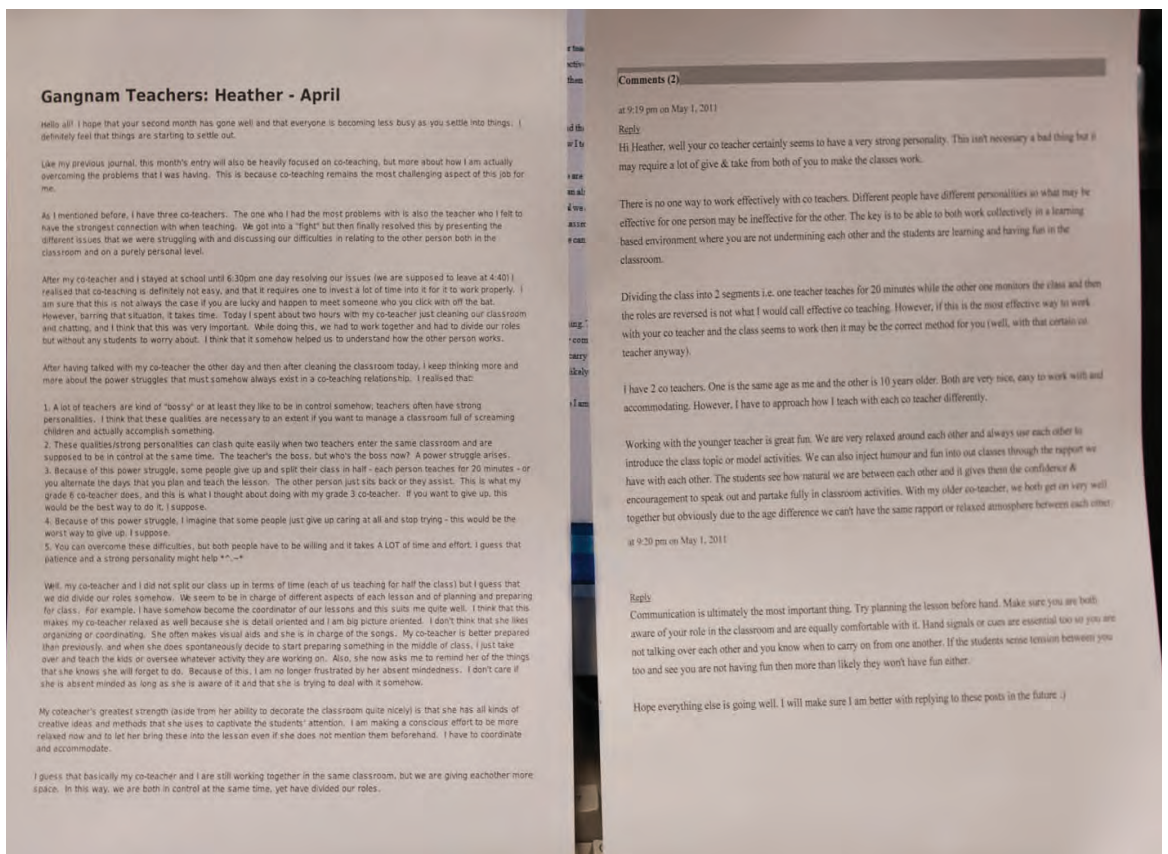 Gangnam Teachers: Heather - April
Hello all! I hope that your second month has gone well and that everyone is becoming less busy as you settle into things. I
definitely feel that things are starting to settle out.
Like my previous journal, this month's entry will also be heavily focused on co-teaching, but more about how I am actually
overcoming the problems that I was having. This is because co-teaching remains the most challenging aspect of this job for
me.
As I mentioned before, I have three co-teachers. The one who I had the most problems with is also the teacher who I felt to
have the strongest connection with when teaching. We got into a "fight" but then finally resolved this by presenting the
different issues that we were struggling with and discussing our difficulties in relating to the other person both in the
classroom and on a purely personal level.
After my co-teacher and I stayed at school until 6:30pm one day resolving our issues (we are supposed to leave at 4:40) I
realised that co-teaching is definitely not easy, and that it requires one to invest a lot of time into it for it to work properly. I
am sure that this is not always the case if you are lucky and happen to meet someone who you click with off the bat.
However, barring that situation, it takes time. Today I spent about two hours with my co-teacher just cleaning our classroom
and chatting, and I think that this was very important. While doing this, we had to work together and had to divide our roles
but without any students to worry about. I think that it somehow helped us to understand how the other person works.
After having talked with my co-teacher the other day and then after cleaning the classroom today, I keep thinking more and
more about the power struggles that must somehow always exist in a co-teaching relationship. I realised that:
1. A lot of teachers are kind of "bossy" or at least they like to be in control somehow; teachers often have strong
personalities. I think that these qualities are necessary to an extent if you want to manage a classroom full of screaming
children and actually accomplish something.
2. These qualities/strong personalities can clash quite easily when two teachers enter the same classroom and are
supposed to be in control at the same time. The teacher's the boss, but who's the boss now? A power struggle arises.
3. Because of this power struggle, some people give up and split their class in half - each person teaches for 20 minutes - or
you alternate the days that you plan and teach the lesson. The other person just sits back or they assist. This is what my
grade 6 co-teacher does, and this is what I thought about doing with my grade 3 co-teacher. If you want to give up, this
would be the best way to do it, I suppose.
4. Because of this power struggle, I imagine that some people just give up caring at all and stop trying - this would be the
worst way to give up, I suppose.
5. You can overcome these difficulties, but both people have to be willing and it takes A LOT of time and effort. I guess that
patience and a strong personality might help *^.~*
Well, my co-teacher and I did not split our class up in terms of time (each of us teaching for half the class) but I guess that
we did divide our roles somehow. We seem to be in charge of different aspects of each lesson and of planning and preparing
for class. For example, I have somehow become the coordinator of our lessons and this suits me quite well. I think that this
makes my co-teacher relaxed as well because she is detail oriented and I am big picture oriented. I don't think that she likes
organizing or coordinating. She often makes visual aids and she is in charge of the songs. My co-teacher is better prepared
than previously, and when she does spontaneously decide to start preparing something in the middle of class, I just take
over and teach the kids or oversee whatever activity they are working on. Also, she now asks me to remind her of the things
that she knows she will forget to do. Because of this, I am no longer frustrated by her absent mindedness. I don't care if
she is absent minded as long as she is aware of it and that she is trying to deal with it somehow.
My coteacher's greatest strength (aside from her ability to decorate the classroom quite nicely) is that she has all kinds of
creative ideas and methods that she uses to captivate the students' attention. I am making a conscious effort to be more
relaxed now and to let her bring these into the lesson even if she does not mention them beforehand. I have to coordinate
and accommodate.
I guess that basically my co-teacher and I are still working together in the same classroom, but we are giving eachother more
space. In this way, we are both in control at the same time, yet have divided our roles.
Comments (2)
at 9:19 pm on May 1, 2011
Reply
Hi Heather, well your co teacher certainly seems to have a very strong personality. This isn't necessary a bad thing but it
may require a lot of give & take from both of you to make the classes work.
There is no one way to work effectively with co teachers. Different people have different personalities so what may be
effective for one person may be ineffective for the other. The key is to be able to both work collectively in a learning
based environment where you are not undermining each other and the students are learning and having fun in the
classroom.
Dividing the class into 2 segments i.e. one teacher teaches for 20 minutes while the other one monitors the class and then
the roles are reversed is not what I would call effective co teaching. However, if this is the most effective way to work
with your co teacher and the class seems to work then it may be the correct method for you (well, with that certain co
teacher anyway).
I have 2 co teachers. One is the same age as me and the other is 10 years older. Both are very nice, easy to work with and
accommodating. However, I have to approach how I teach with each co teacher differently.
Working with the younger teacher is great fun. We are very relaxed around each other and always use each other to
introduce the class topic or model activities. We can also inject humour and fun into out classes through the rapport we
have with each other. The students see how natural we are between each other and it gives them the confidence &
encouragement to speak out and partake fully in classroom activities. With my older co-teacher, we both get on very well
together but obviously due to the age difference we can't have the same rapport or relaxed atmosphere between each other.
at 9:20 pm on May 1, 2011
Reply
Communication is ultimately the most important thing. Try planning the lesson before hand. Make sure you are both
aware of your role in the classroom and are equally comfortable with it. Hand signals or cues are essential too so you are
not talking over each other and you know when to carry on from one another. If the students sense tension between you
too and see you are not having fun then more than likely they won't have fun either.
Hope everything else is going well. I will make sure I am better with replying to these posts in the future :)